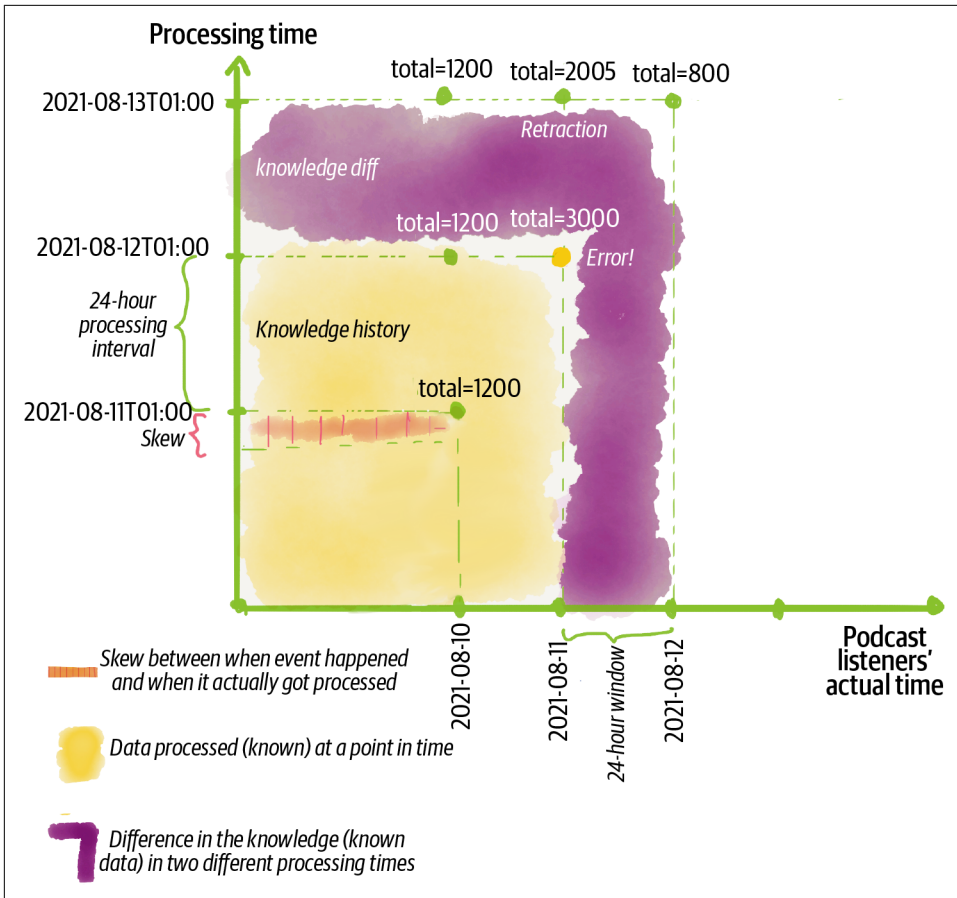 Processing time
total=1200
total=2005
total=800
2021-08-13T01:00
Retraction
knowledge diff
total=1200
total=3000
2021-08-12T01:00
Error!
24-hour
processing
interval
Knowledge history
total=1200
2021-08-11T01:00
Skew
2021-08-10
2021-08-11
24-hour window
2021-08-12
Podcast
listeners’
actual time
Skew between when event happened
and when it actually got processed
Data processed (known) at a point in time
Difference in the knowledge (known
data) in two different processing times